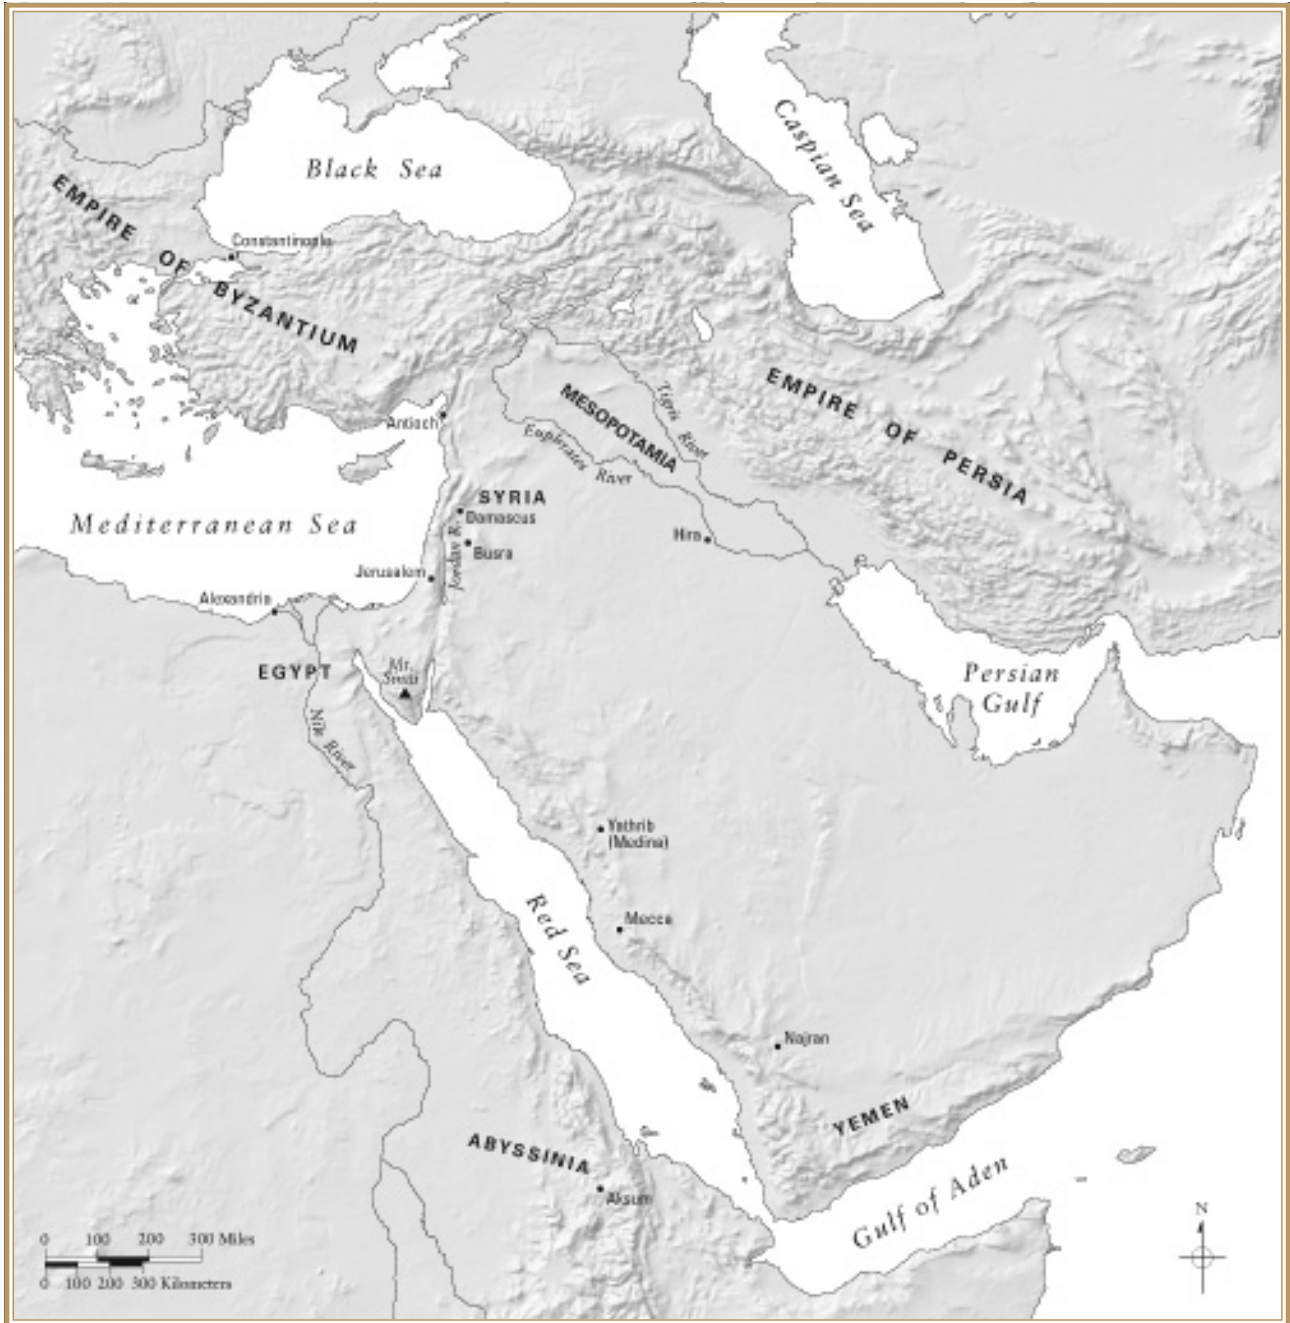 Black Sea
Caspian Sea
EMPIRE OF BYZANTIUM
Constantinople
EMPIRE OF PERSIA
MESOPOTAMIA
Tigris River
Euphrates River
Antioch
SYRIA
Damascus
Mediterranean Sea
Busra
Hira
Jordan R.
Jerusalem
Alexandria
EGYPT
Mt.
Sinai
Persian
Gulf
Nile River
Yathrib
(Medina)
Mecca
Red Sea
Najran
YEMEN
ABYSSINIA
Aksum
Gulf of Aden
N
0 100 200 300 Miles
0 100 200 300 Kilometers